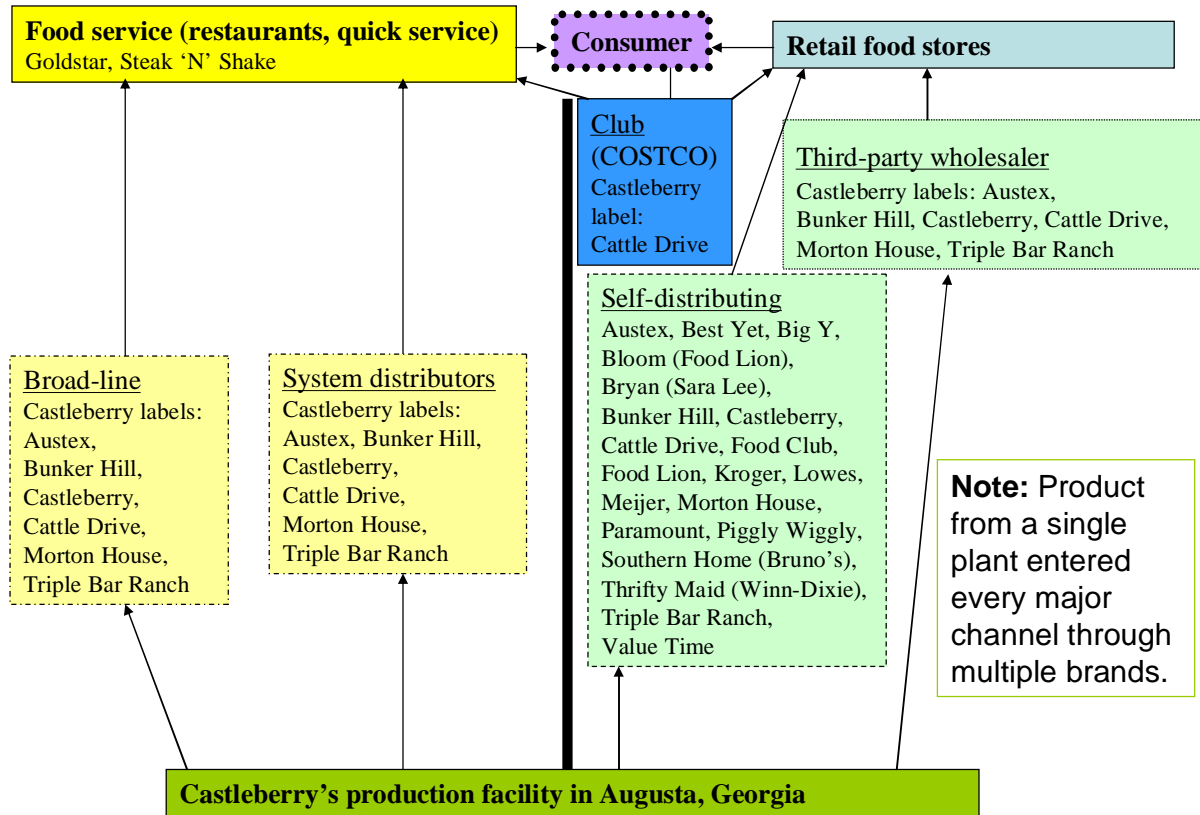 Food service (restaurants, quick service)
Goldstar, Steak ‘N’ Shake
Consumer
Retail food stores
Club
(COSTCO)
Castleberry
label:
Cattle Drive
Third-party wholesaler
Castleberry labels: Austex,
Bunker Hill, Castleberry, Cattle Drive,
Morton House, Triple Bar Ranch
Broad-line
Castleberry labels:
Austex,
Bunker Hill,
Castleberry,
Cattle Drive,
Morton House,
Triple Bar Ranch
System distributors
Castleberry labels:
Austex, Bunker Hill,
Castleberry,
Cattle Drive,
Morton House,
Triple Bar Ranch
Self-distributing
Austex, Best Yet, Big Y,
Bloom (Food Lion),
Bryan (Sara Lee),
Bunker Hill, Castleberry,
Cattle Drive, Food Club,
Food Lion, Kroger, Lowes,
Meijer, Morton House,
Paramount, Piggly Wiggly,
Southern Home (Bruno’s),
Thrifty Maid (Winn-Dixie),
Triple Bar Ranch,
Value Time
Note: Product
from a single
plant entered
every major
channel through
multiple brands.
Castleberry’s production facility in Augusta, Georgia